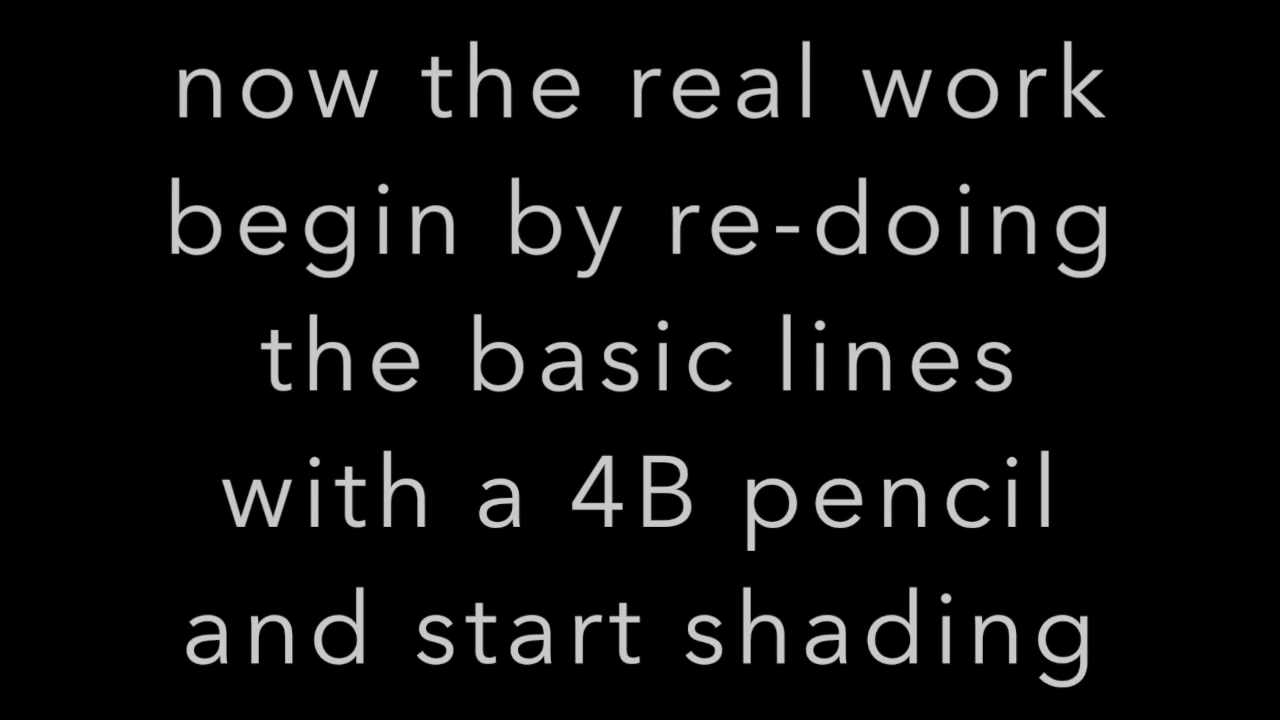 now the real work
begin by re-doing
the basic lines
with a 4B pencil
and start shading